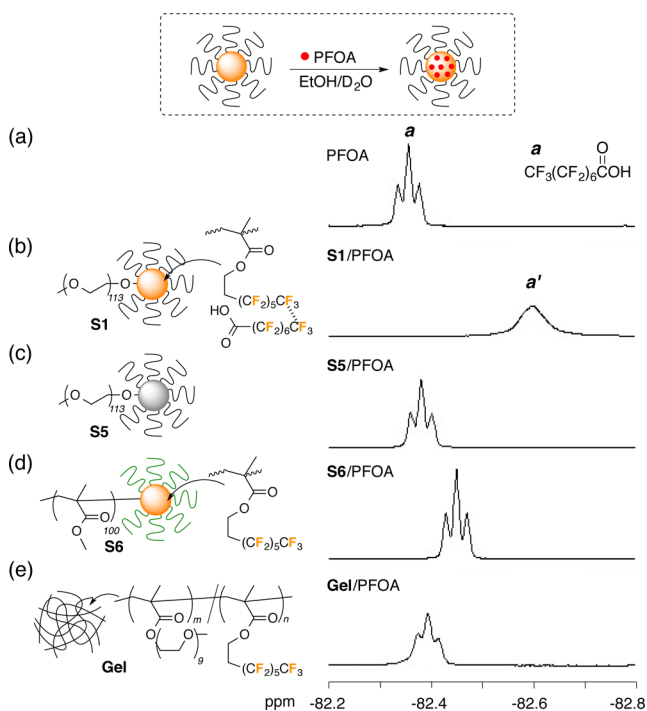 PFOA
EtOH/D₂O
(a)
PFOA
a
a
O
CF₃(CF₂)₆COH
(b)
S1/PFOA
a'
O
O
O
O
113
(CF₂)₅CF₃
HO
(CF₂)₆CF₃
O
S1
(c)
S5/PFOA
O
O
113
S5
(d)
S6/PFOA
O
O
O
100
O
(CF₂)₅CF₃
S6
(e)
Gel/PFOA
m
n
O
O
O
O
O
9
(CF₂)₅CF₃
Gel
ppm
-82.2
-82.4
-82.6
-82.8